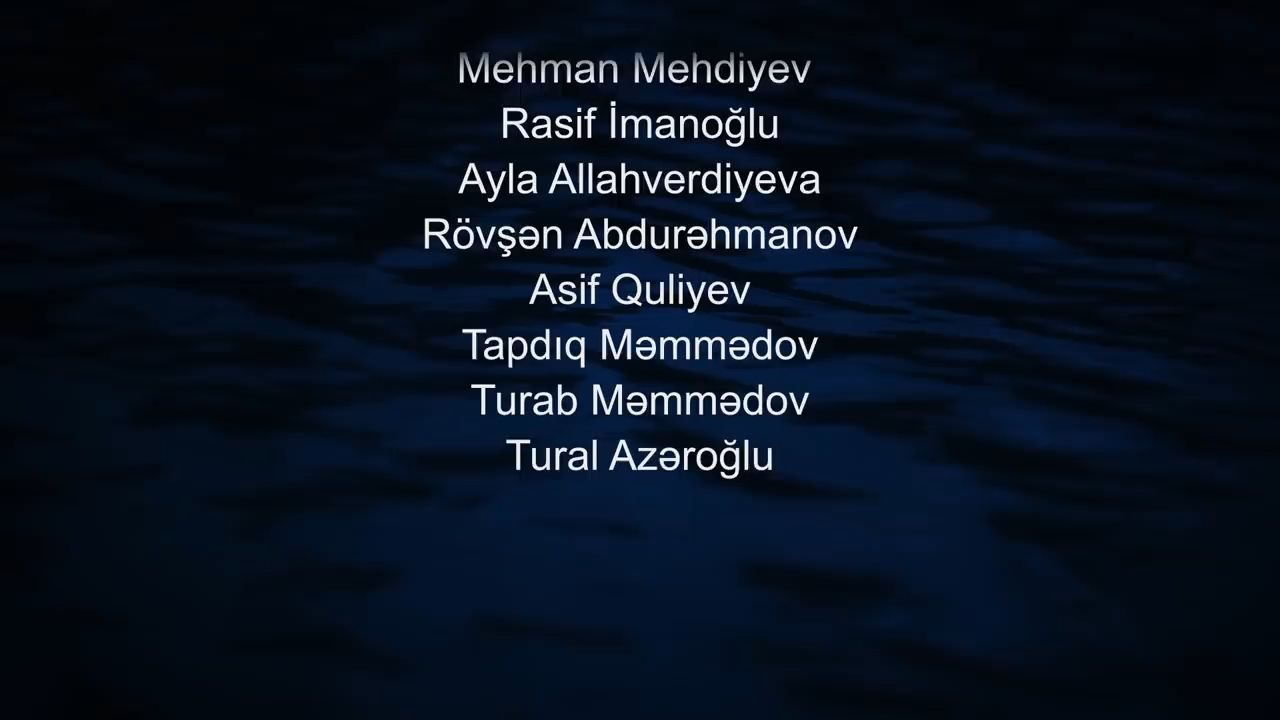 Mehman Mehdiyev
Rasif İmanoğlu
Ayla Allahverdiyeva
Rövşən Abdurəhmanov
Asif Quliyev
Tapdıq Məmmədov
Turab Məmmədov
Tural Azəroğlu